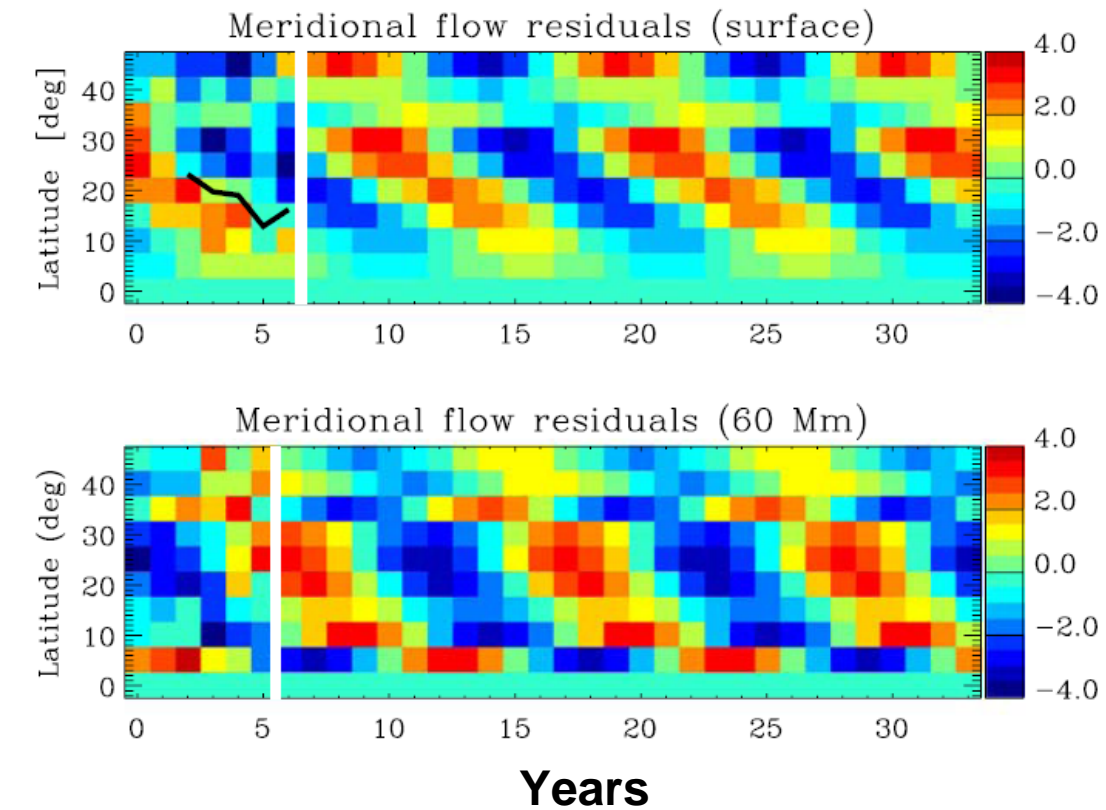 Meridional flow residuals (surface)
Latitude [deg]
40
30
20
10
0
0 5 10 15 20 25 30
4.0
2.0
0.0
−2.0
−4.0
Meridional flow residuals (60 Mm)
Latitude (deg)
40
30
20
10
0
0 5 10 15 20 25 30
4.0
2.0
0.0
−2.0
−4.0
Years